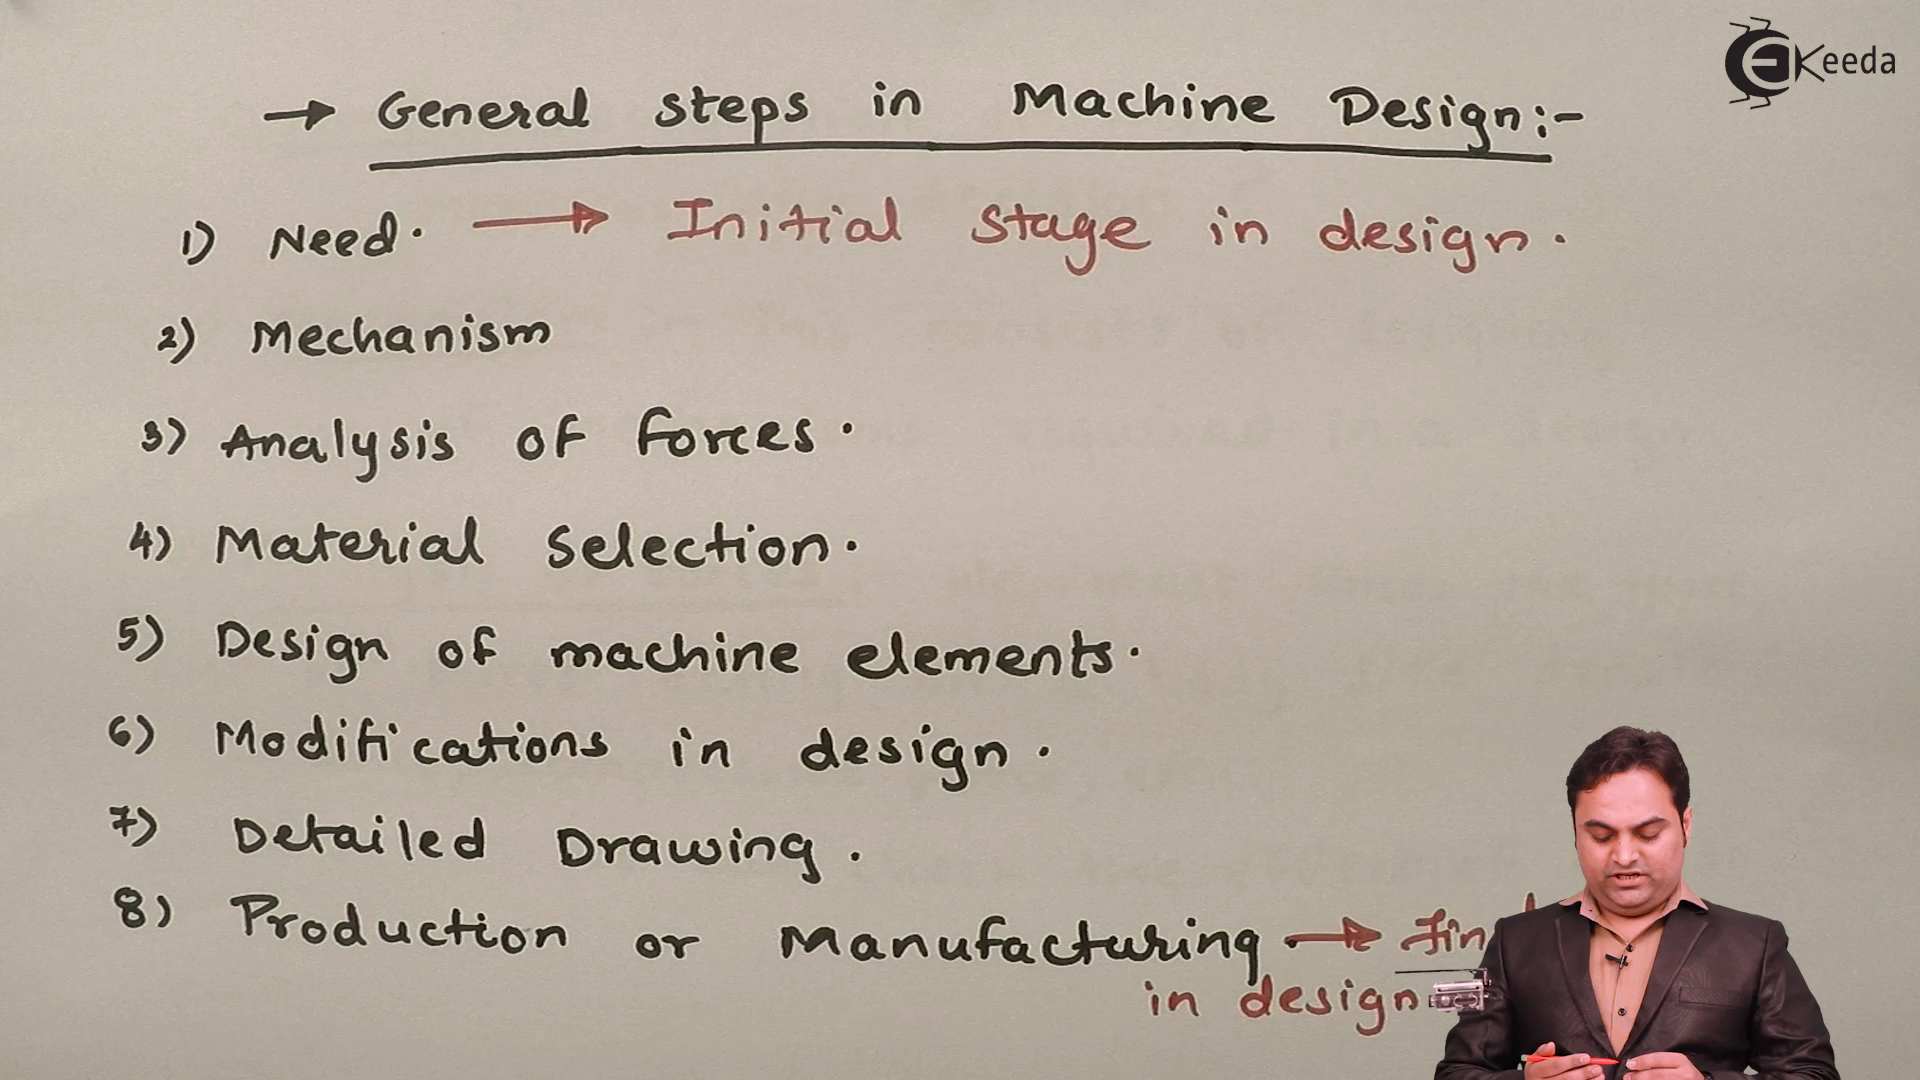 EKeeda
→ General steps in Machine Design:-
1) Need. → Initial stage in design.
2) Mechanism
3) Analysis of forces.
4) Material Selection.
5) Design of machine elements.
6) Modifications in design.
7) Detailed Drawing.
8) Production or Manufacturing. →
in design